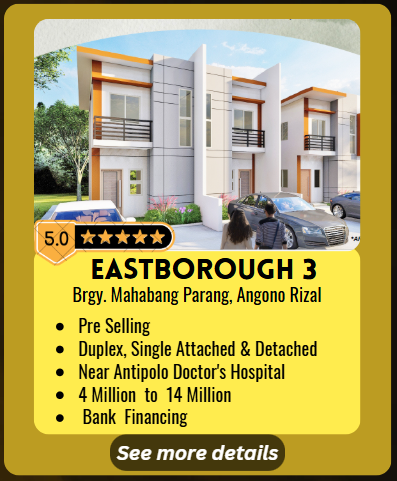 5.0
EASTBOROUGH 3
Brgy. Mahabang Parang, Angono Rizal
• Pre Selling
• Duplex, Single Attached & Detached
• Near Antipolo Doctor's Hospital
• 4 Million to 14 Million
• Bank Financing
See more details